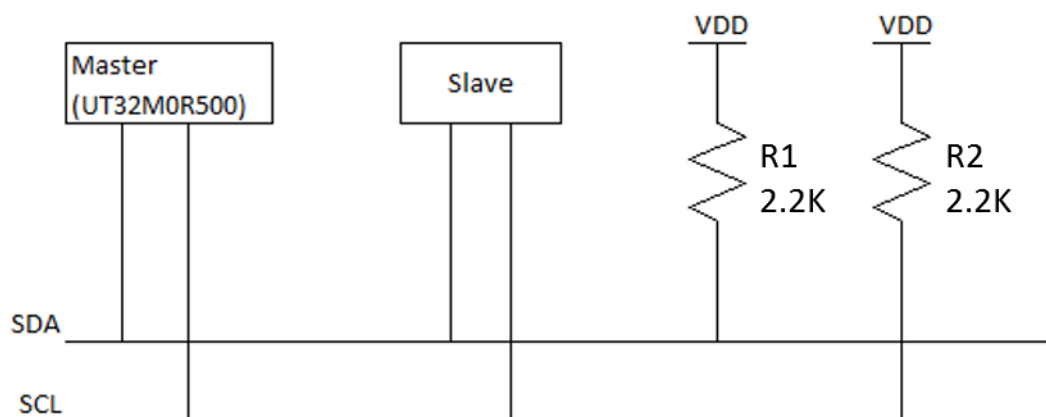 Master
(UT32M0R500)
Slave
VDD
VDD
R1
2.2K
R2
2.2K
SDA
SCL